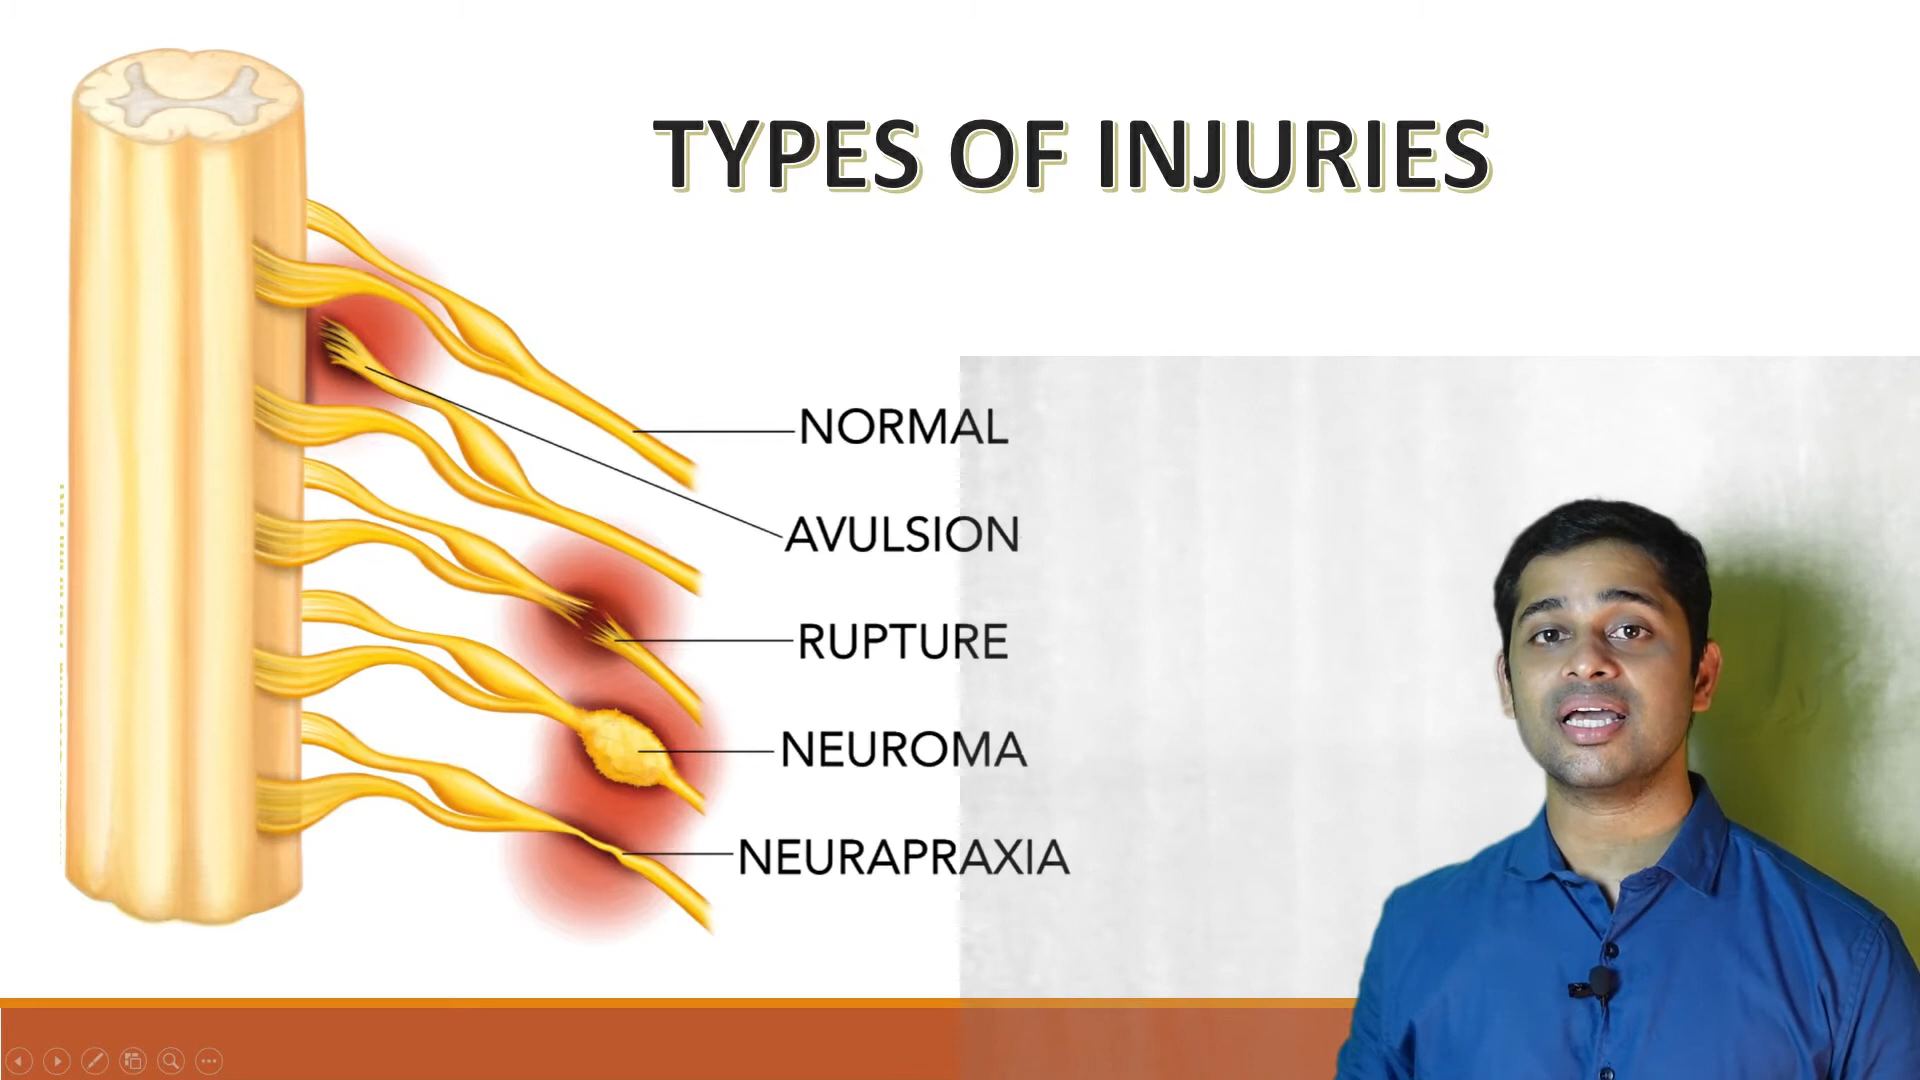 TYPES OF INJURIES
NORMAL
AVULSION
RUPTURE
NEUROMA
NEURAPRAXIA